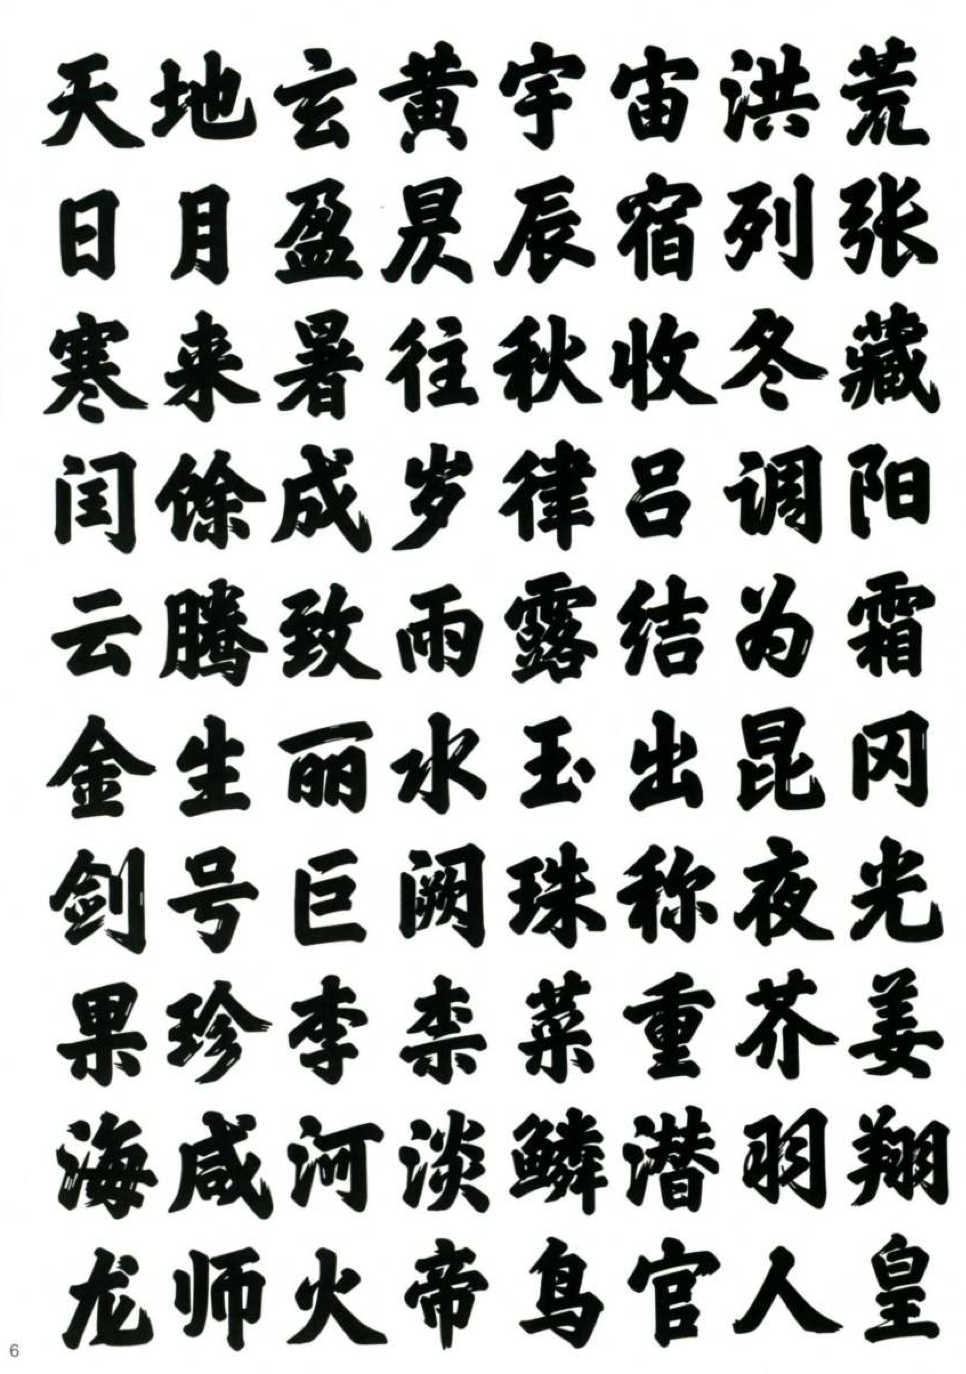 天地玄黄宇宙洪荒
日月盈昃辰宿列张
寒来暑往秋收冬藏
闰馀成岁律吕调阳
云腾致雨露结为霜
金生丽水玉出昆冈
剑号巨阙珠称夜光
果珍李柰菜重芥姜
海咸河淡鳞潜羽翔
龙师火帝鸟官人皇
6